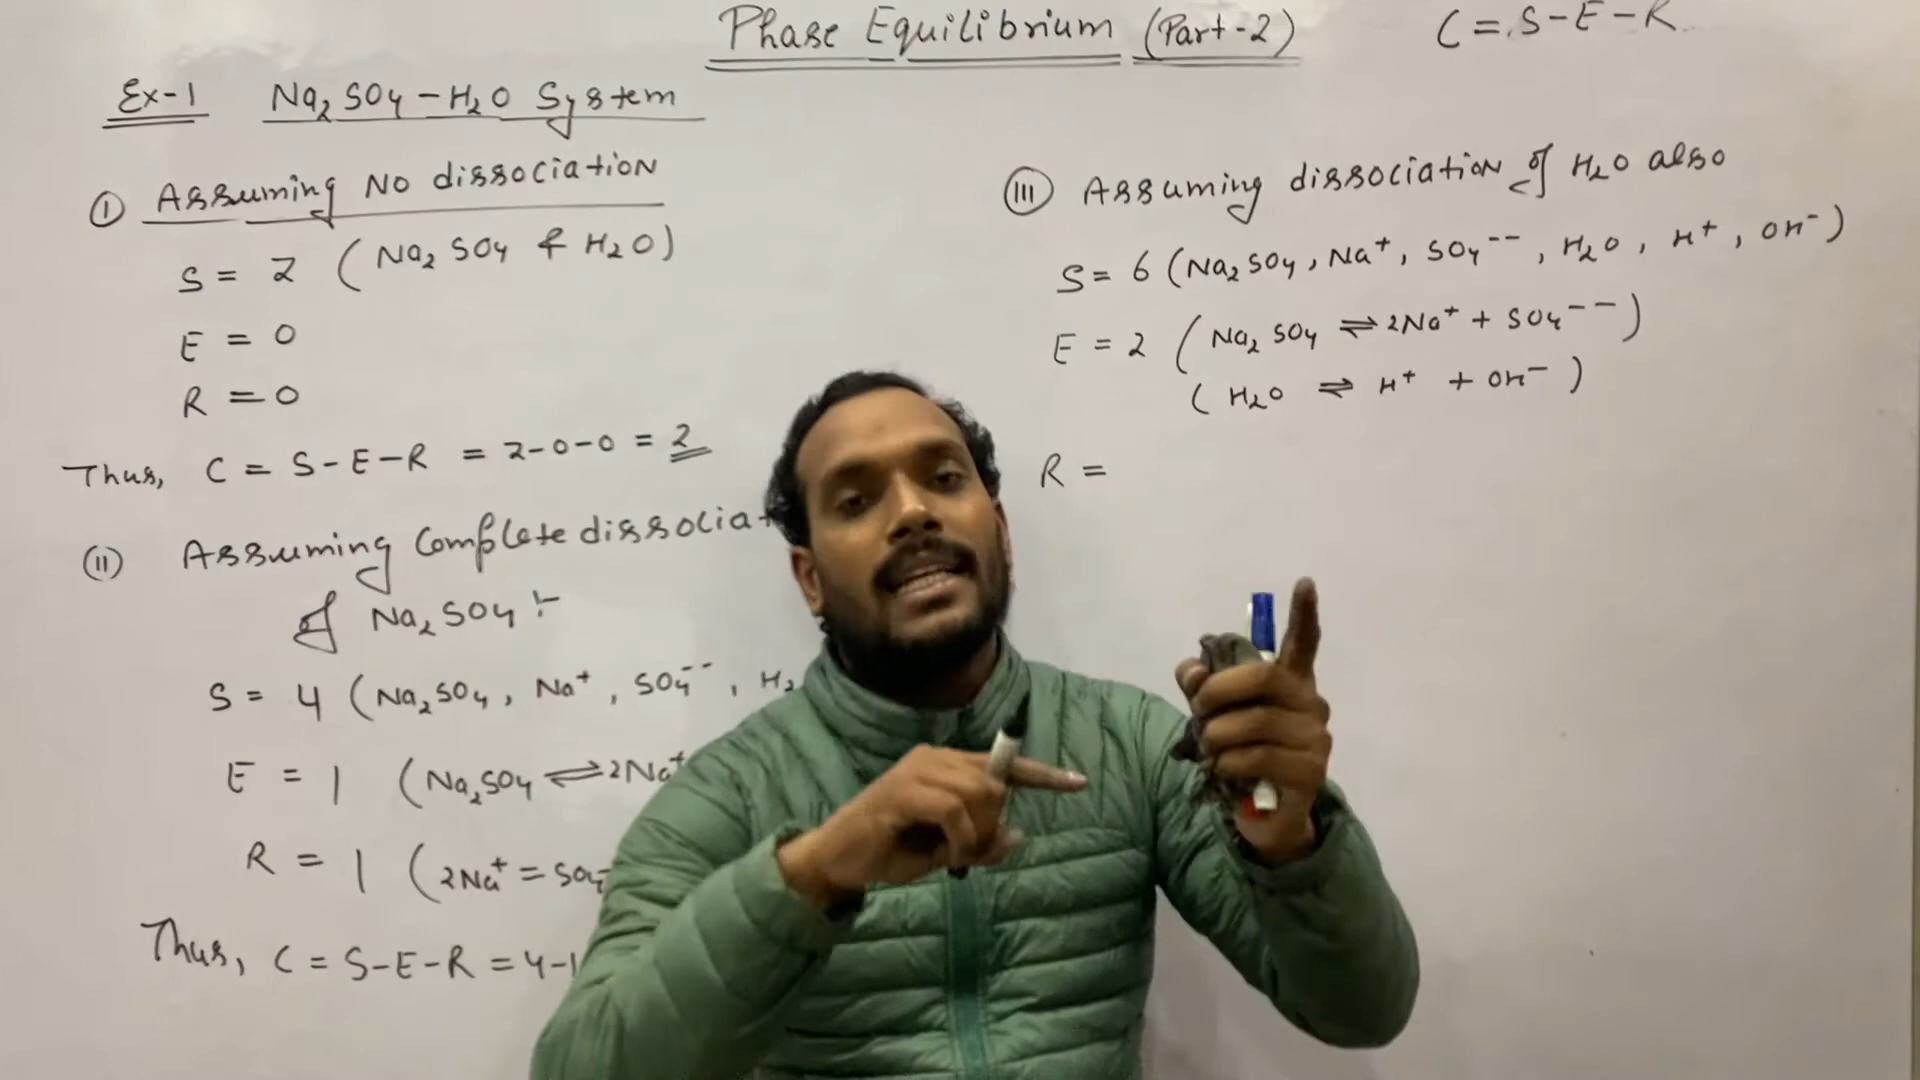 Phase Equilibrium (Part-2)
C = S-E-R
Ex-1 Na₂SO₄-H₂O System
① Assuming No dissociation
S = 2 (Na₂SO₄ & H₂O)
E = 0
R = 0
Thus, C = S-E-R = 2-0-0 = 2
(II) Assuming Complete dissociat
of Na₂SO₄ :-
S = 4 (Na₂SO₄, Na⁺, SO₄⁻⁻, H₂
E = 1 (Na₂SO₄ ⇌ 2Na⁺
R = 1 (2Na⁺ = SO₄⁻
Thus, C = S-E-R = 4-1
(III) Assuming dissociation of H₂O also
S = 6 (Na₂SO₄, Na⁺, SO₄⁻⁻, H₂O, H⁺, OH⁻)
E = 2 (Na₂SO₄ ⇌ 2Na⁺ + SO₄⁻⁻)
(H₂O ⇌ H⁺ + OH⁻)
R =